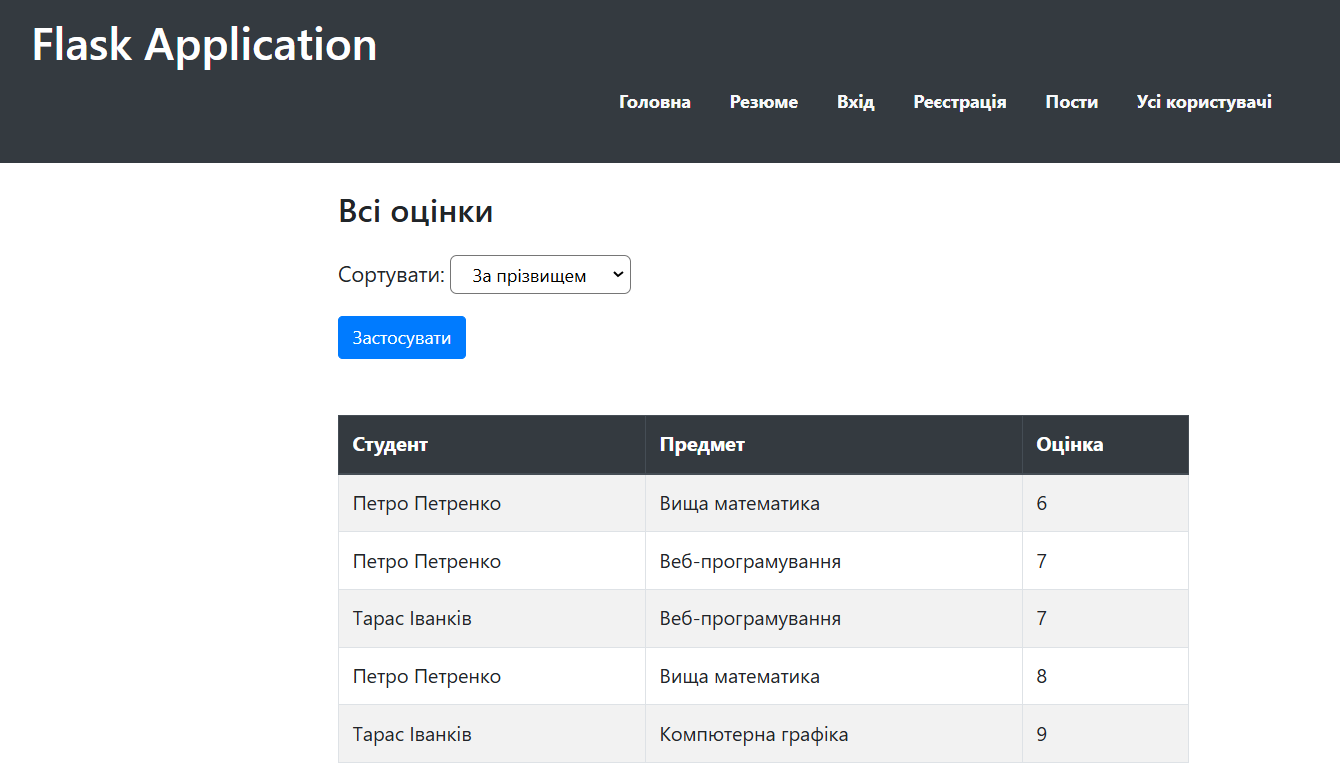 Flask Application
Головна Резюме Вхід Реєстрація Пости Усі користувачі
Всі оцінки
Сортувати: За прізвищем
Застосувати
Студент Предмет Оцінка
Петро Петренко Вища математика 6
Петро Петренко Веб-програмування 7
Тарас Іванків Веб-програмування 7
Петро Петренко Вища математика 8
Тарас Іванків Компютерна графіка 9